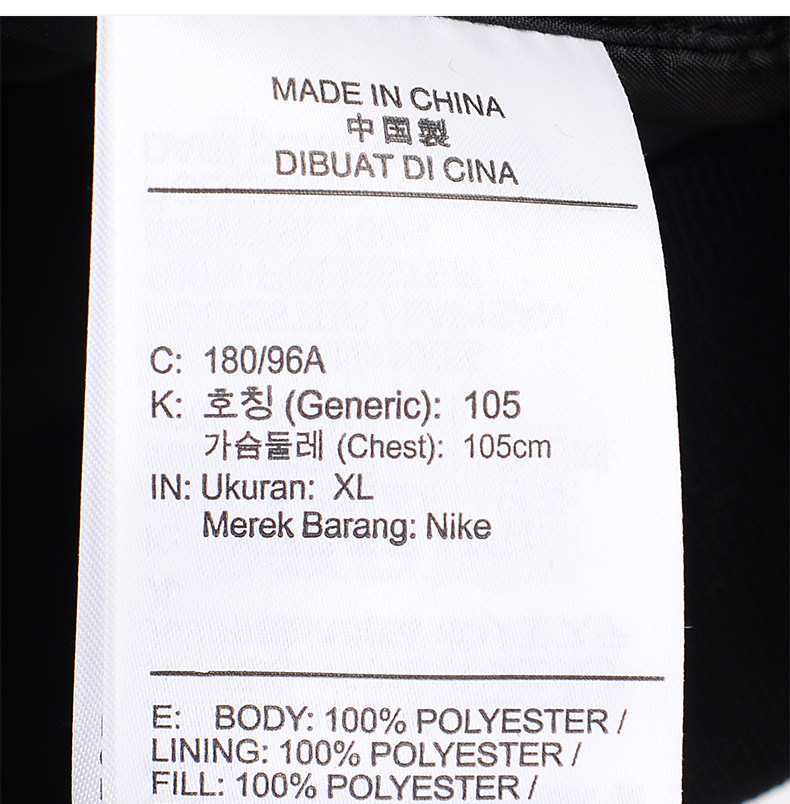 MADE IN CHINA
中国製
DIBUAT DI CINA
C: 180/96A
K: 호칭 (Generic): 105
가슴둘레 (Chest): 105cm
IN: Ukuran: XL
Merek Barang: Nike
E: BODY: 100% POLYESTER /
LINING: 100% POLYESTER /
FILL: 100% POLYESTER /